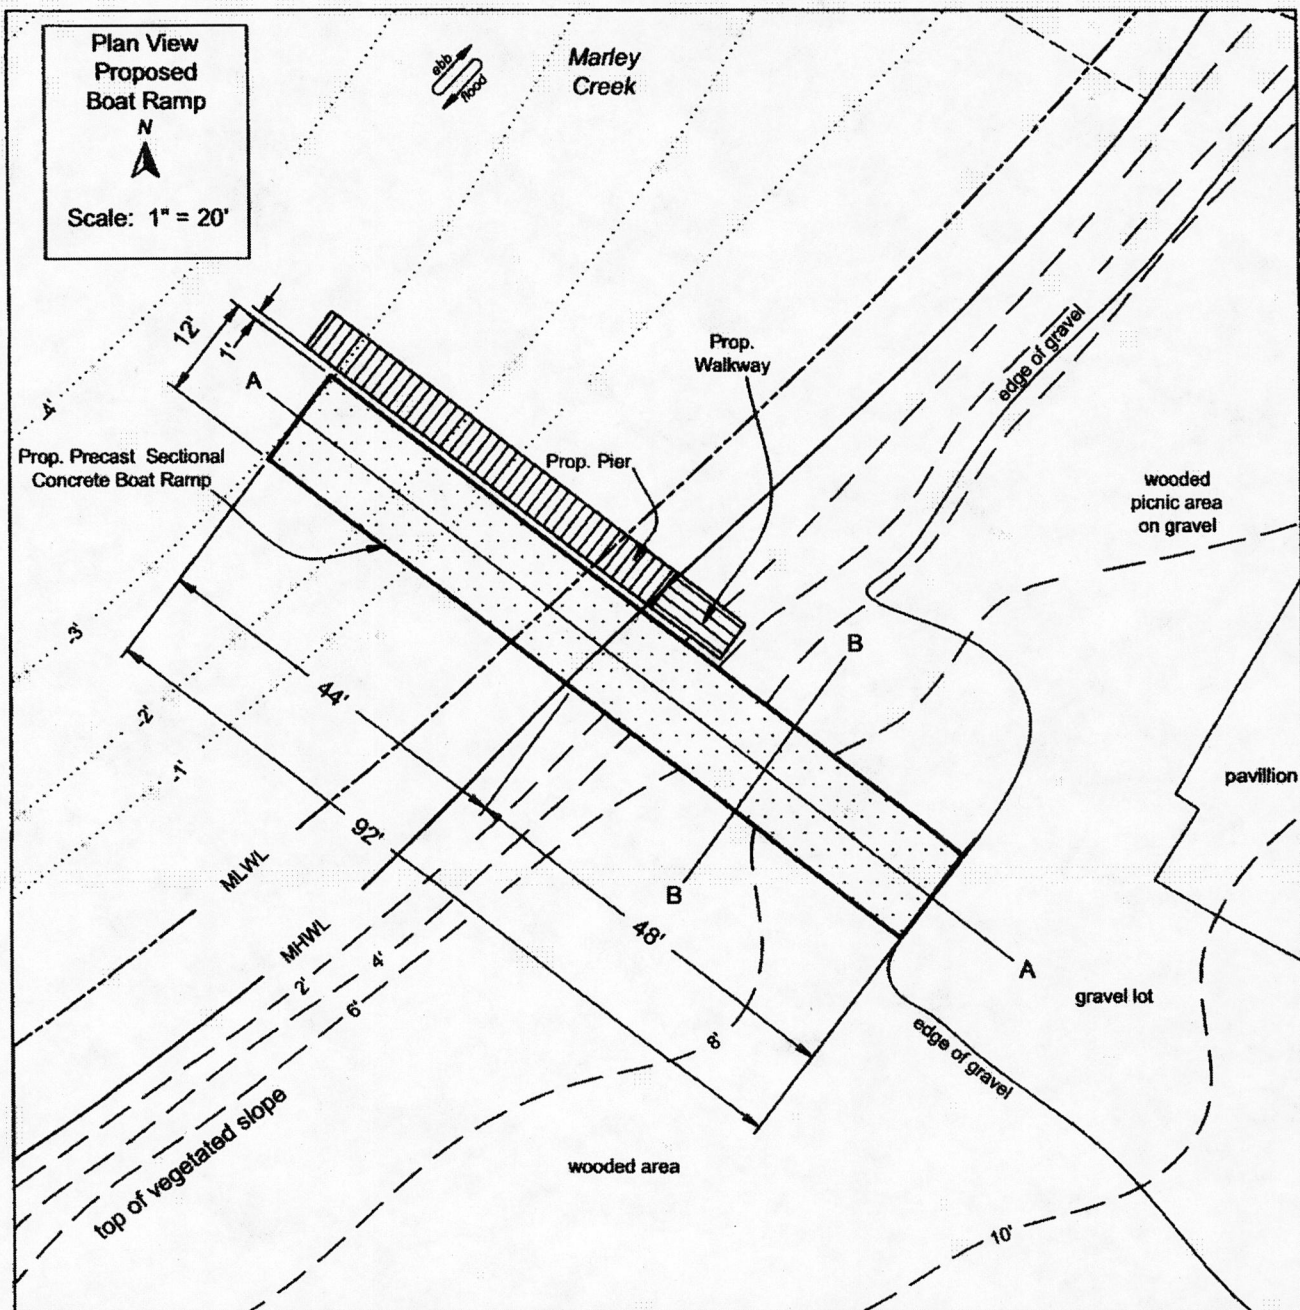 Plan View
Proposed
Boat Ramp
N
Scale: 1" = 20'
ebb
flood
Marley
Creek
12'
1'
A
-4'
Prop. Precast Sectional
Concrete Boat Ramp
Prop. Pier
Prop.
Walkway
edge of gravel
wooded
picnic area
on gravel
-3'
-2'
-1'
44'
92'
48'
B
B
A
pavillion
MLWL
MHWL
2'
4'
6'
8
gravel lot
edge of gravel
top of vegetated slope
wooded area
10'